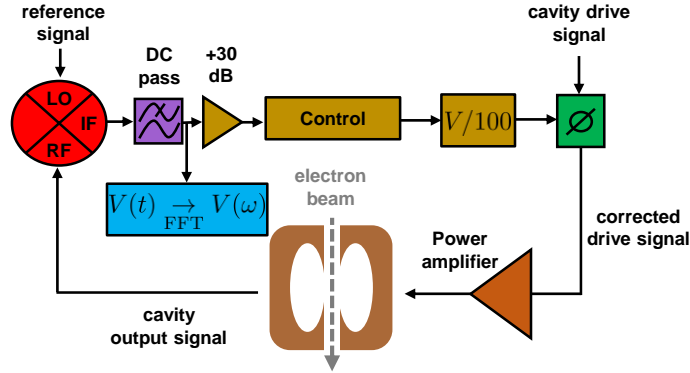 reference
signal
cavity drive
signal
DC
pass
+30
dB
LO
IF
RF
Control
V/100
Ø
V(t) → V(ω)
FFT
electron
beam
Power
amplifier
corrected
drive signal
cavity
output signal